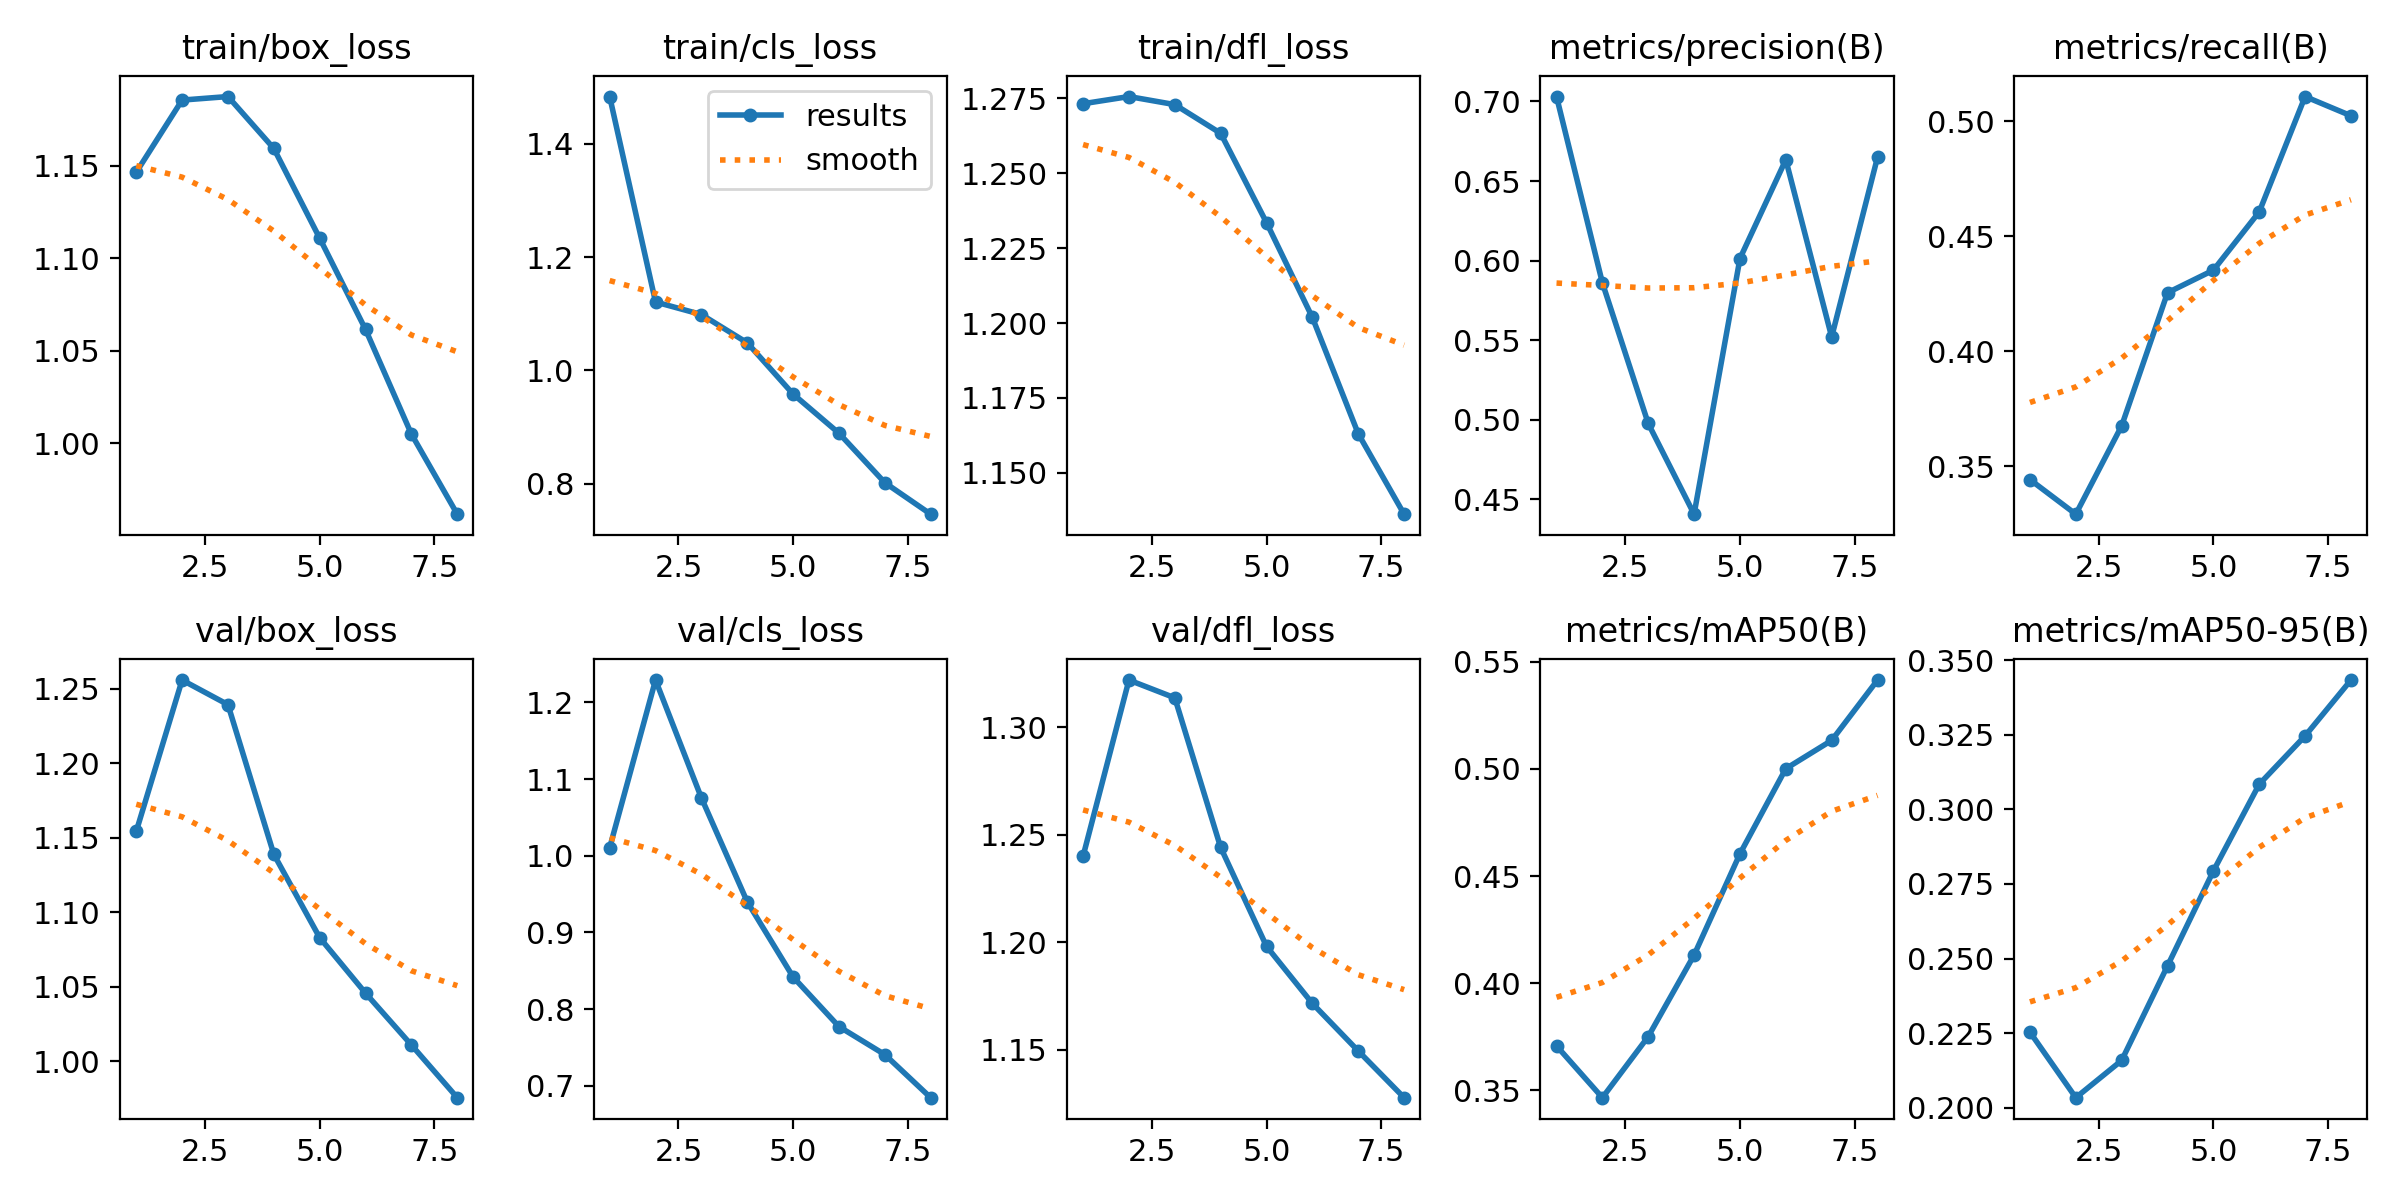 train/box_loss
1.15
1.10
1.05
1.00
2.5 5.0 7.5
train/cls_loss
results
smooth
1.4
1.2
1.0
0.8
2.5 5.0 7.5
train/dfl_loss
1.275
1.250
1.225
1.200
1.175
1.150
2.5 5.0 7.5
metrics/precision(B)
0.70
0.65
0.60
0.55
0.50
0.45
2.5 5.0 7.5
metrics/recall(B)
0.50
0.45
0.40
0.35
2.5 5.0 7.5
val/box_loss
1.25
1.20
1.15
1.10
1.05
1.00
2.5 5.0 7.5
val/cls_loss
1.2
1.1
1.0
0.9
0.8
0.7
2.5 5.0 7.5
val/dfl_loss
1.30
1.25
1.20
1.15
2.5 5.0 7.5
metrics/mAP50(B)
0.55
0.50
0.45
0.40
0.35
2.5 5.0 7.5
metrics/mAP50-95(B)
0.350
0.325
0.300
0.275
0.250
0.225
0.200
2.5 5.0 7.5